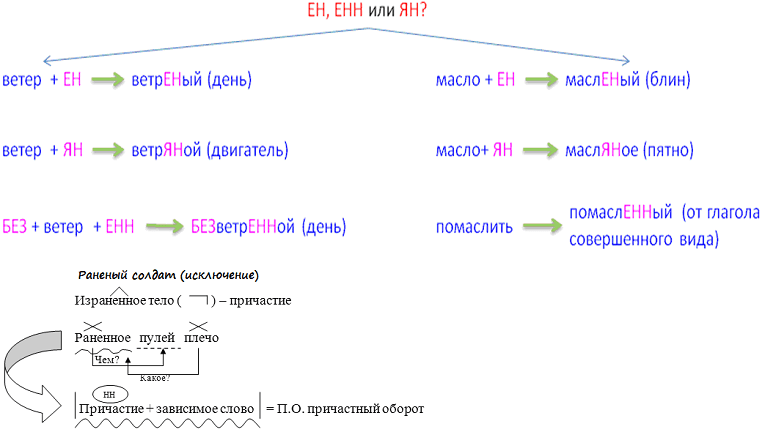 ЕН, ЕНН или ЯН?
ветер + ЕН ветрЕНый (день)
масло + ЕН маслЕНый (блин)
ветер + ЯН ветрЯНой (двигатель)
масло+ ЯН маслЯНое (пятно)
БЕЗ + ветер + ЕНН БЕЗветрЕННой (день)
помаслить помаслЕННый (от глагола
совершенного вида)
Раненый солдат (исключение)
Израненное тело ( ) – причастие
Раненное пулей плечо
Чем?
Какое?
НН
Причастие + зависимое слово = П.О. причастный оборот